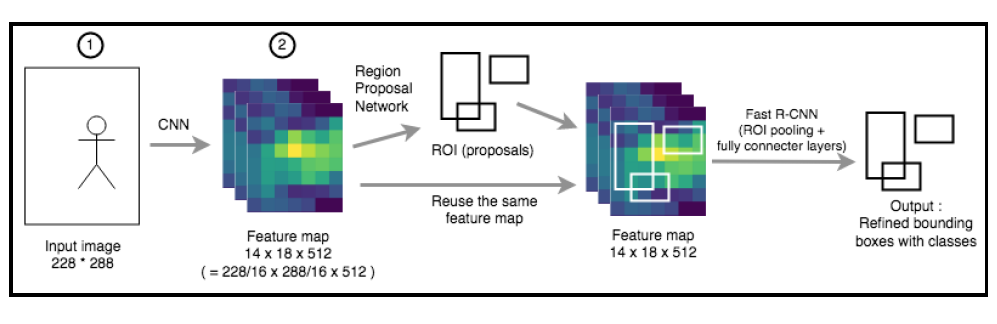 1
2
CNN
Region
Proposal
Network
ROI (proposals)
Reuse the same
feature map
Fast R-CNN
(ROI pooling +
fully connecter layers)
Input image
228 * 288
Feature map
14 x 18 x 512
( = 228/16 x 288/16 x 512 )
Feature map
14 x 18 x 512
Output :
Refined bounding
boxes with classes